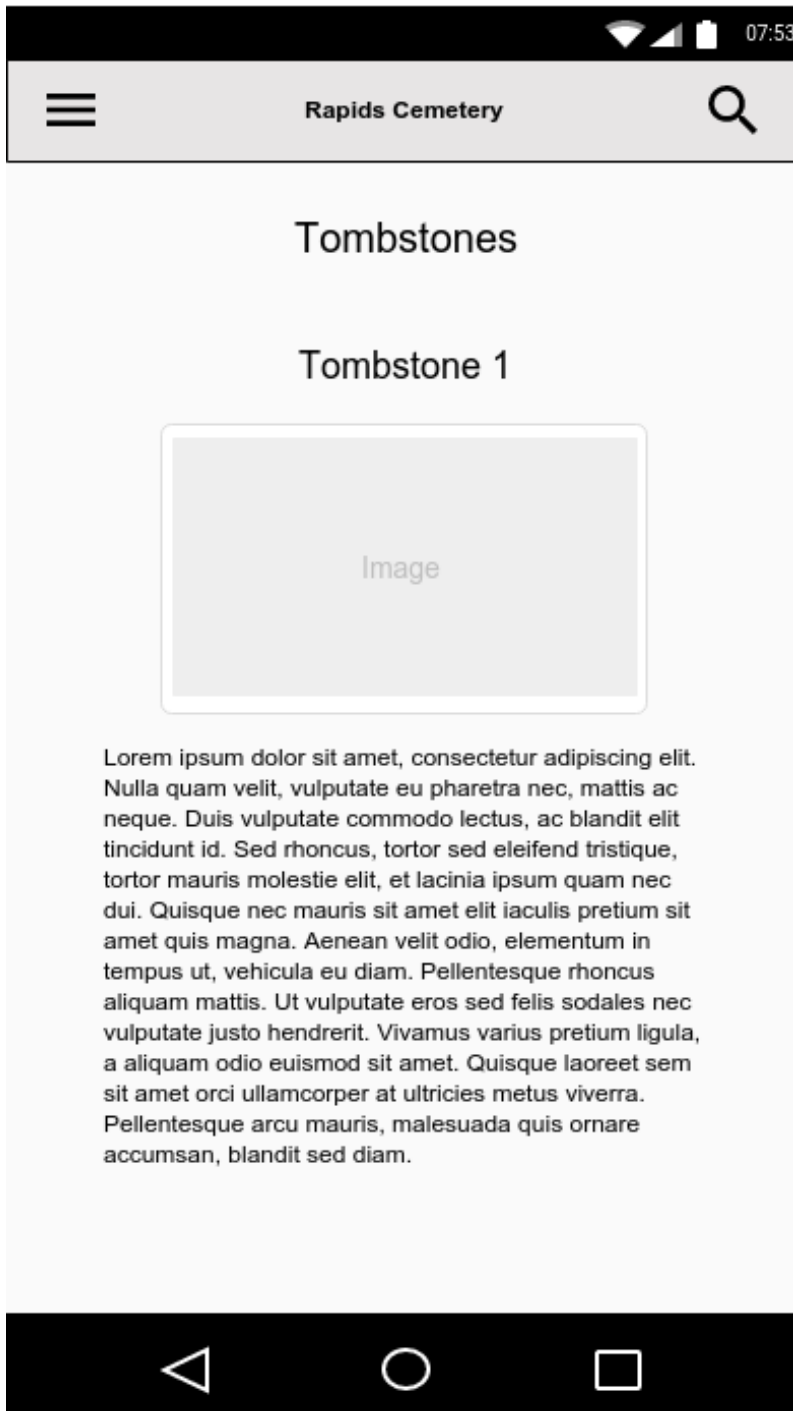 07:53
Rapids Cemetery
Tombstones
Tombstone 1
Image
Lorem ipsum dolor sit amet, consectetur adipiscing elit.
Nulla quam velit, vulputate eu pharetra nec, mattis ac
neque. Duis vulputate commodo lectus, ac blandit elit
tincidunt id. Sed rhoncus, tortor sed eleifend tristique,
tortor mauris molestie elit, et lacinia ipsum quam nec
dui. Quisque nec mauris sit amet elit iaculis pretium sit
amet quis magna. Aenean velit odio, elementum in
tempus ut, vehicula eu diam. Pellentesque rhoncus
aliquam mattis. Ut vulputate eros sed felis sodales nec
vulputate justo hendrerit. Vivamus varius pretium ligula,
a aliquam odio euismod sit amet. Quisque laoreet sem
sit amet orci ullamcorper at ultricies metus viverra.
Pellentesque arcu mauris, malesuada quis ornare
accumsan, blandit sed diam.